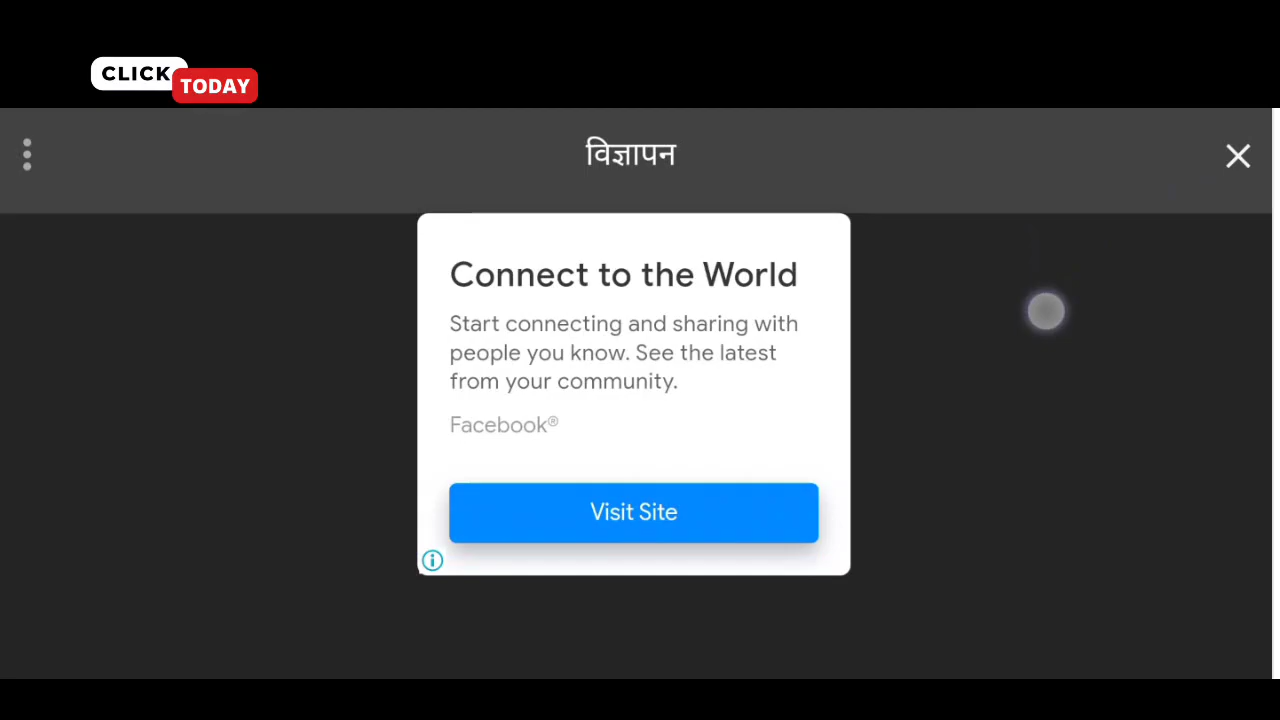 CLICK
TODAY
विज्ञापन
Connect to the World
Start connecting and sharing with
people you know. See the latest
from your community.
Facebook®
Visit Site